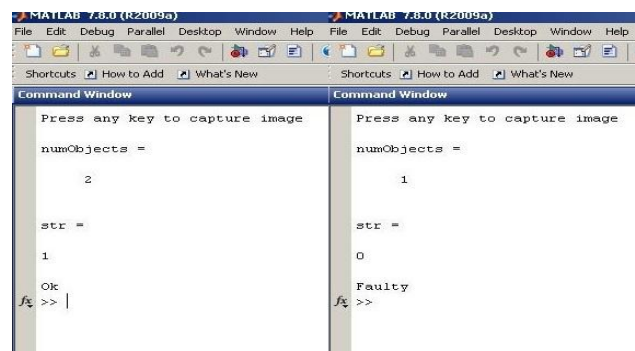 MATLAB 7.8.0 (R2009a)
File Edit Debug Parallel Desktop Window Help
Shortcuts How to Add What's New
Command Window
Press any key to capture image
numObjects =
2
str =
1
Ok
fx >>
MATLAB 7.8.0 (R2009a)
File Edit Debug Parallel Desktop Window Help
Shortcuts How to Add What's New
Command Window
Press any key to capture image
numObjects =
1
str =
0
Faulty
fx >>